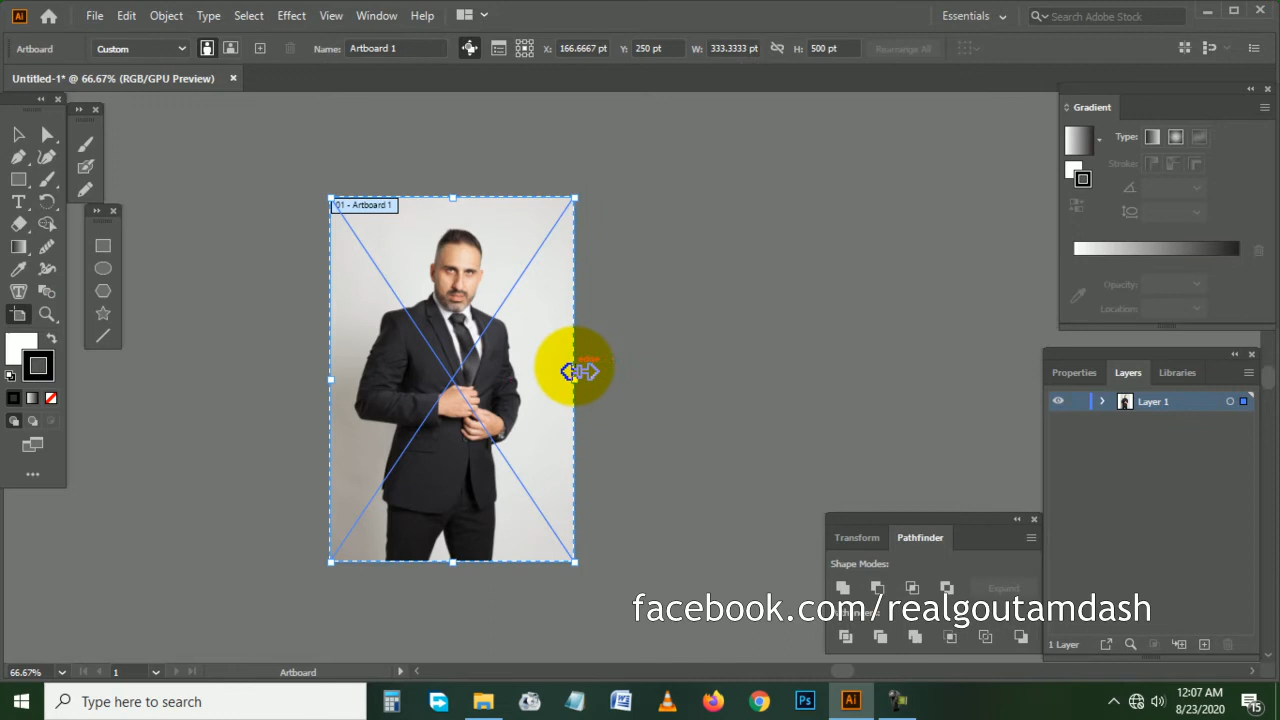 File Edit Object Type Select Effect View Window Help Essentials Search Adobe Stock
Artboard Custom Name: Artboard 1 X: 166.6667 pt Y: 250 pt W: 333.3333 pt H: 500 pt Rearrange All
Untitled-1* @ 66.67% (RGB/GPU Preview)
Gradient
Type:
Stroke:
Opacity:
Location:
01 - Artboard 1
edge
Properties Layers Libraries
Layer 1
Transform Pathfinder
Shape Modes:
Expand
facebook.com/realgoutamdash
1 Layer
66.67% 1 Artboard
Type here to search
12:07 AM
8/23/2020
15